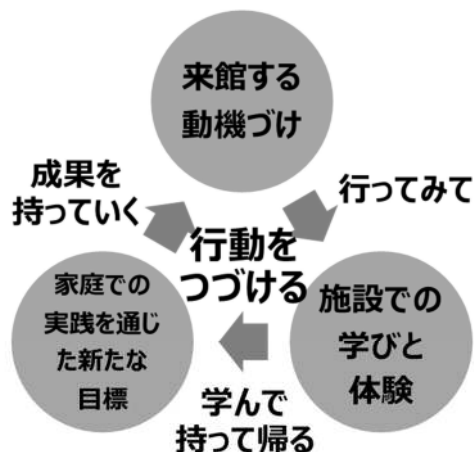 来館する
動機づけ
行ってみて
施設での
学びと
体験
学んで
持って帰る
家庭での
実践を通じ
た新たな
目標
成果を
持っていく
行動を
つづける